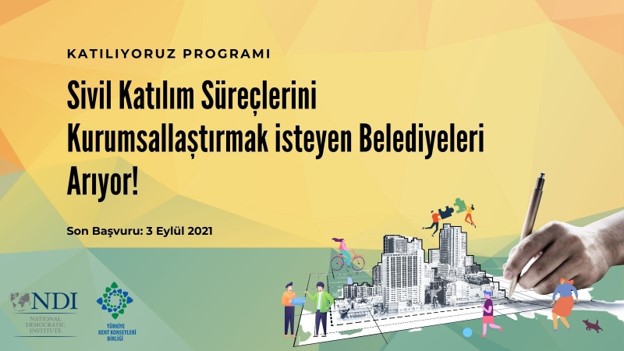 KATILIYORUZ PROGRAMI
Sivil Katılım Süreçlerini
Kurumsallaştırmak isteyen Belediyeleri
Arıyor!
Son Başvuru: 3 Eylül 2021
NDI
NATIONAL
DEMOCRATIC
INSTITUTE
TÜRKİYE
KENT KONSEYLERİ
BİRLİĞİ